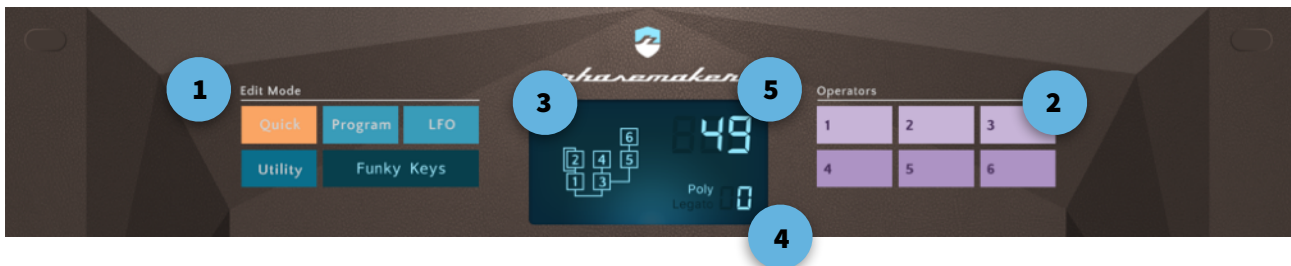 phasemaker
1
Edit Mode
5
Operators
3
2
Quick
Program
LFO
49
1
2
3
6
2
4
5
Utility
Funky Keys
4
5
6
1
3
Poly
Legato
0
4